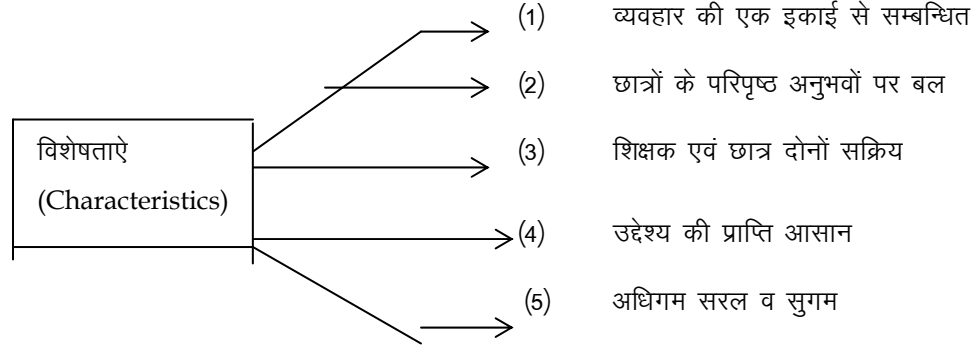 (1) व्यवहार की एक इकाई से सम्बन्धित
(2) छात्रों के परिपृष्ठ अनुभवों पर बल
विशेषताऐ
(Characteristics)
(3) शिक्षक एवं छात्र दोनों सक्रिय
(4) उद्देश्य की प्राप्ति आसान
(5) अधिगम सरल व सुगम